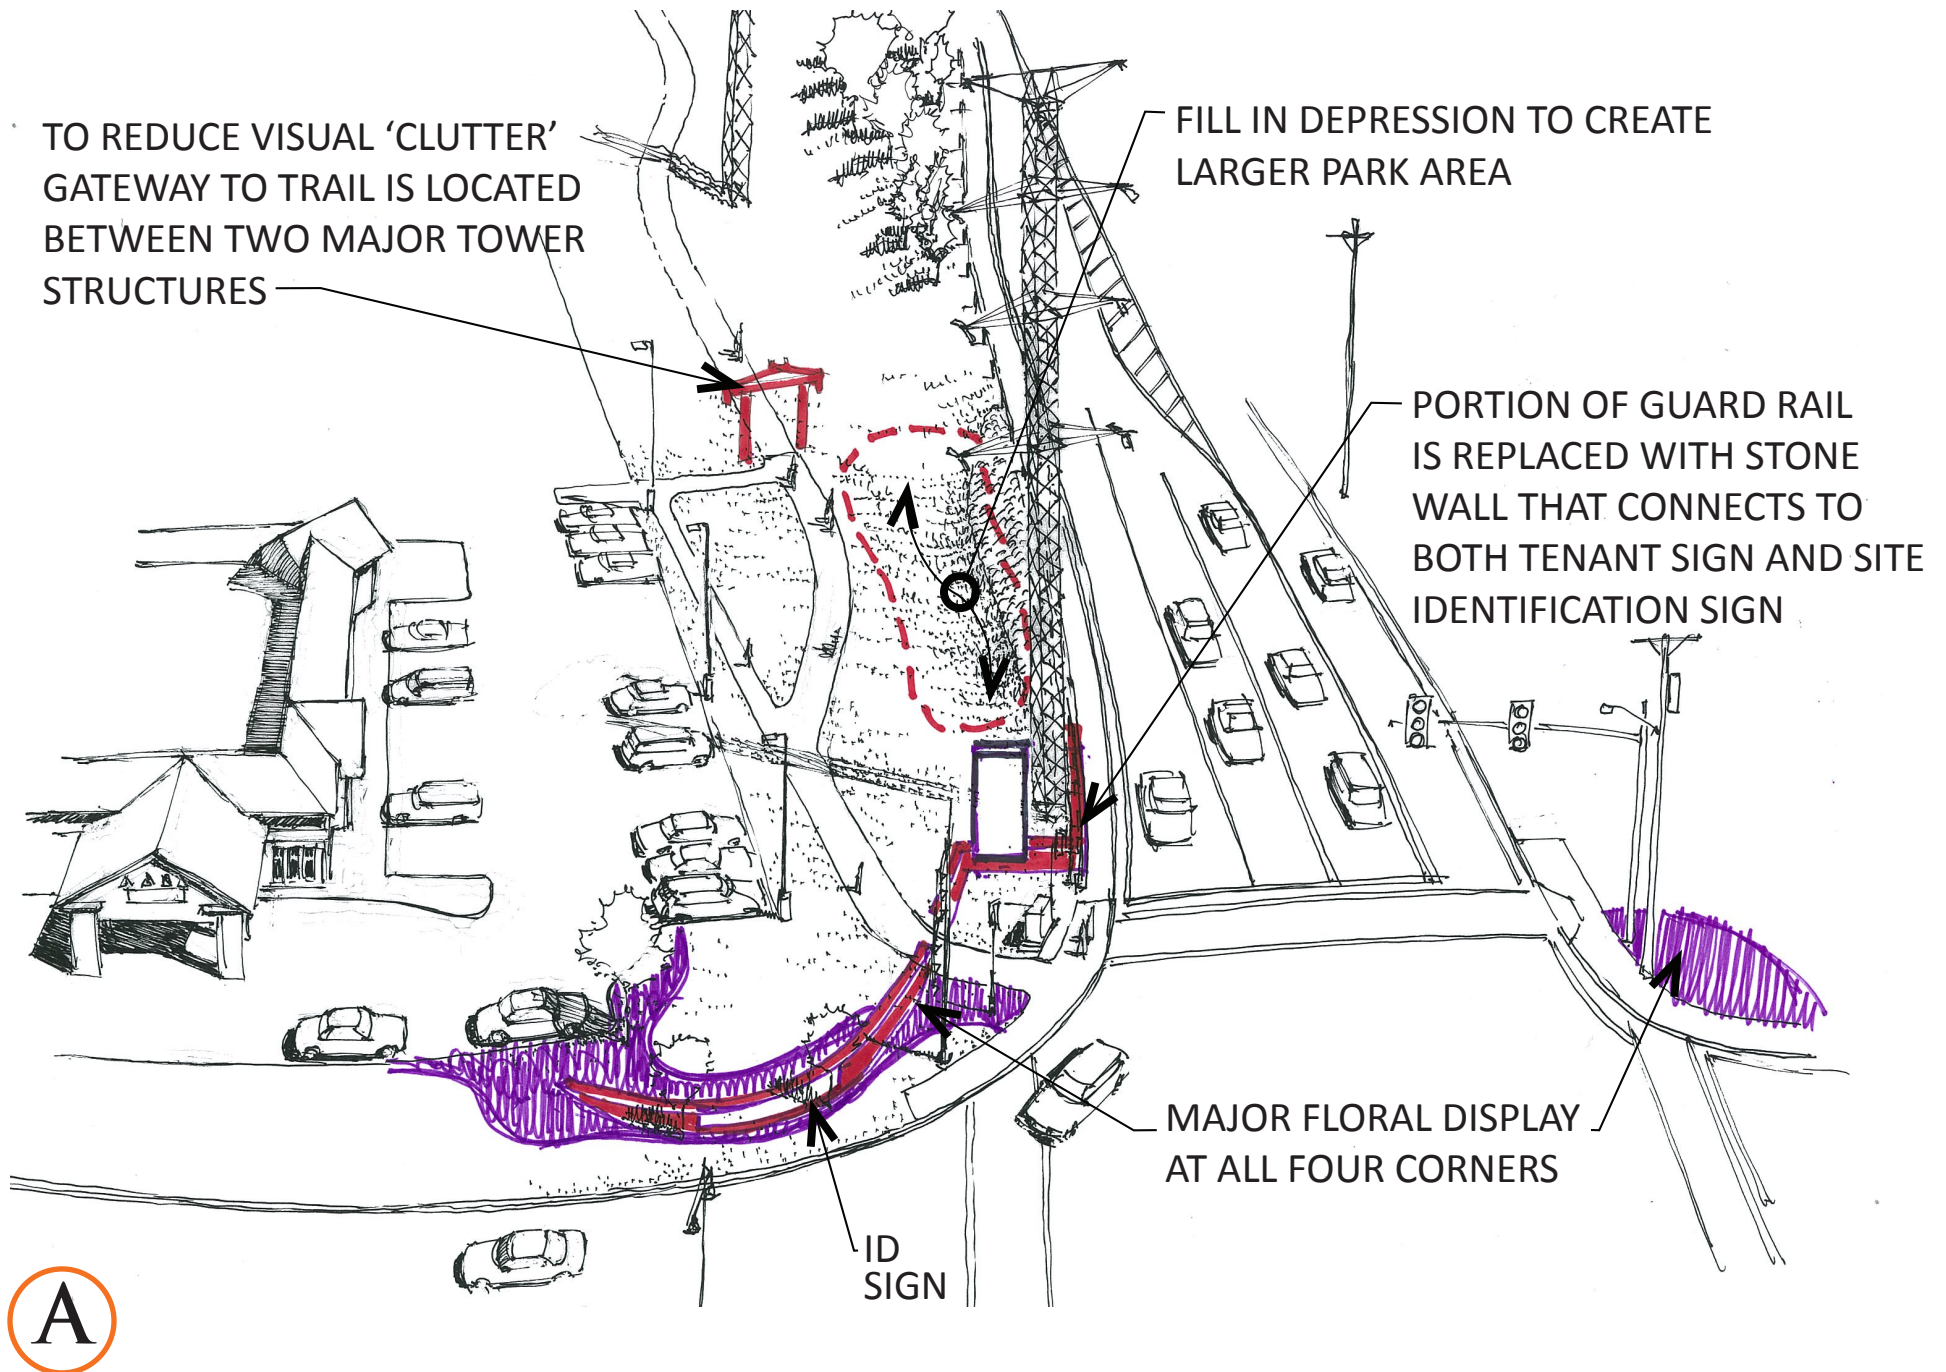 TO REDUCE VISUAL ‘CLUTTER’
GATEWAY TO TRAIL IS LOCATED
BETWEEN TWO MAJOR TOWER
STRUCTURES
FILL IN DEPRESSION TO CREATE
LARGER PARK AREA
PORTION OF GUARD RAIL
IS REPLACED WITH STONE
WALL THAT CONNECTS TO
BOTH TENANT SIGN AND SITE
IDENTIFICATION SIGN
MAJOR FLORAL DISPLAY
AT ALL FOUR CORNERS
ID
SIGN
A